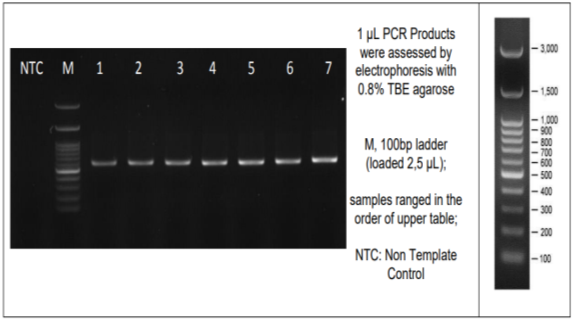 NTC M 1 2 3 4 5 6 7
1 µL PCR Products
were assessed by
electrophoresis with
0.8% TBE agarose
M, 100bp ladder
(loaded 2,5 µL);
samples ranged in the
order of upper table;
NTC: Non Template
Control
3,000
1,500
1,000
900
800
700
600
500
400
300
200
100